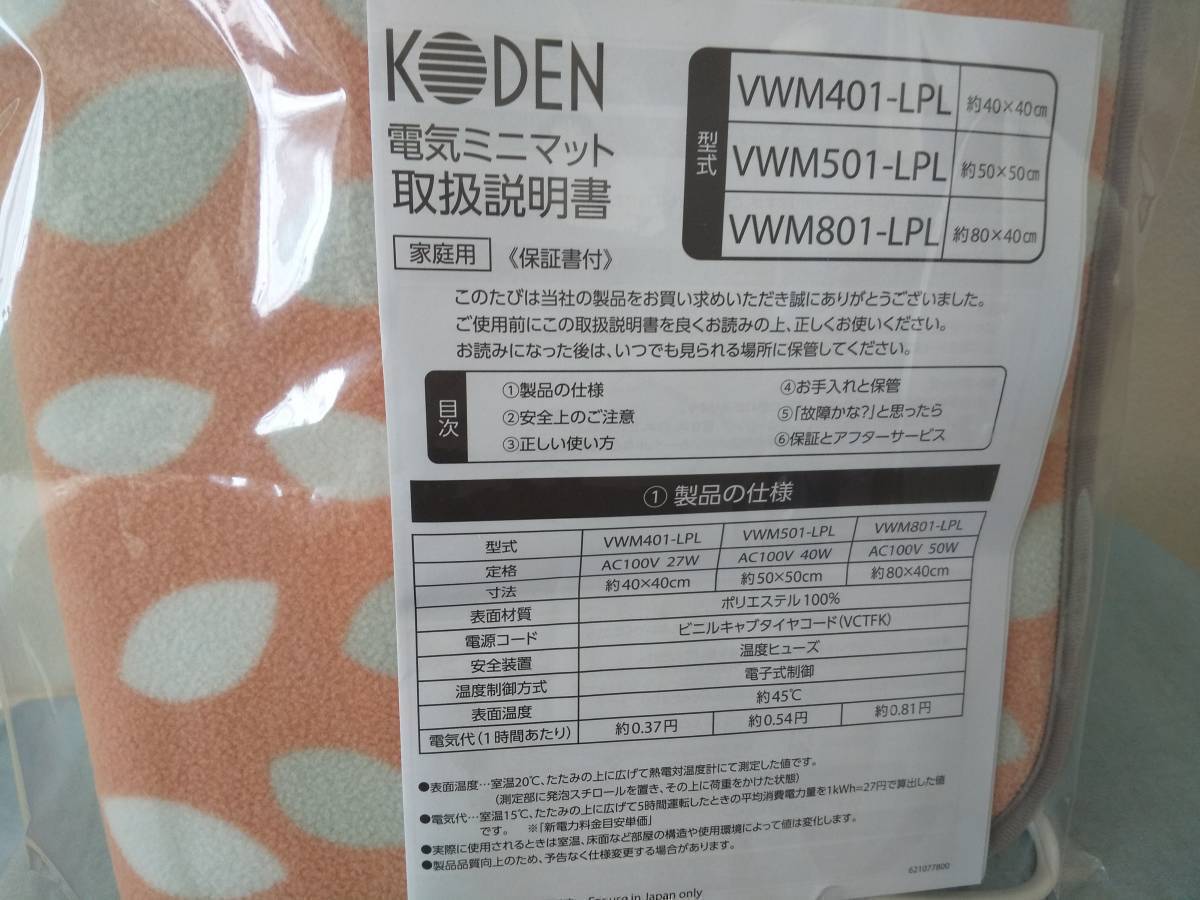 KODEN
電気ミニマット
取扱説明書
家庭用 《保証書付》
型式
VWM401-LPL 約40×40㎝
VWM501-LPL 約50×50㎝
VWM801-LPL 約80×40㎝
このたびは当社の製品をお買い求めいただき誠にありがとうございました。
ご使用前にこの取扱説明書を良くお読みの上、正しくお使いください。
お読みになった後は、いつでも見られる場所に保管してください。
目次
①製品の仕様
②安全上のご注意
③正しい使い方
④お手入れと保管
⑤「故障かな?」と思ったら
⑥保証とアフターサービス
① 製品の仕様
型式 VWM401-LPL VWM501-LPL VWM801-LPL
定格 AC100V 27W AC100V 40W AC100V 50W
寸法 約40×40cm 約50×50cm 約80×40cm
表面材質 ポリエステル100%
電源コード ビニルキャブタイヤコード(VCTFK)
安全装置 温度ヒューズ
温度制御方式 電子式制御
表面温度 約45℃
電気代(1時間あたり) 約0.37円 約0.54円 約0.81円
●表面温度…室温20℃、たたみの上に広げて熱電対温度計にて測定した値です。
(測定部に発泡スチロールを置き、その上に荷重をかけた状態)
●電気代…室温15℃、たたみの上に広げて5時間運転したときの平均消費電力量を1kWh=27円で算出した値
です。 ※「新電力料金目安単価」
●実際に使用されるときは室温、床面など部屋の構造や使用環境によって値は変化します。
●製品品質向上のため、予告なく仕様変更する場合があります。
621077800
For use in Japan only